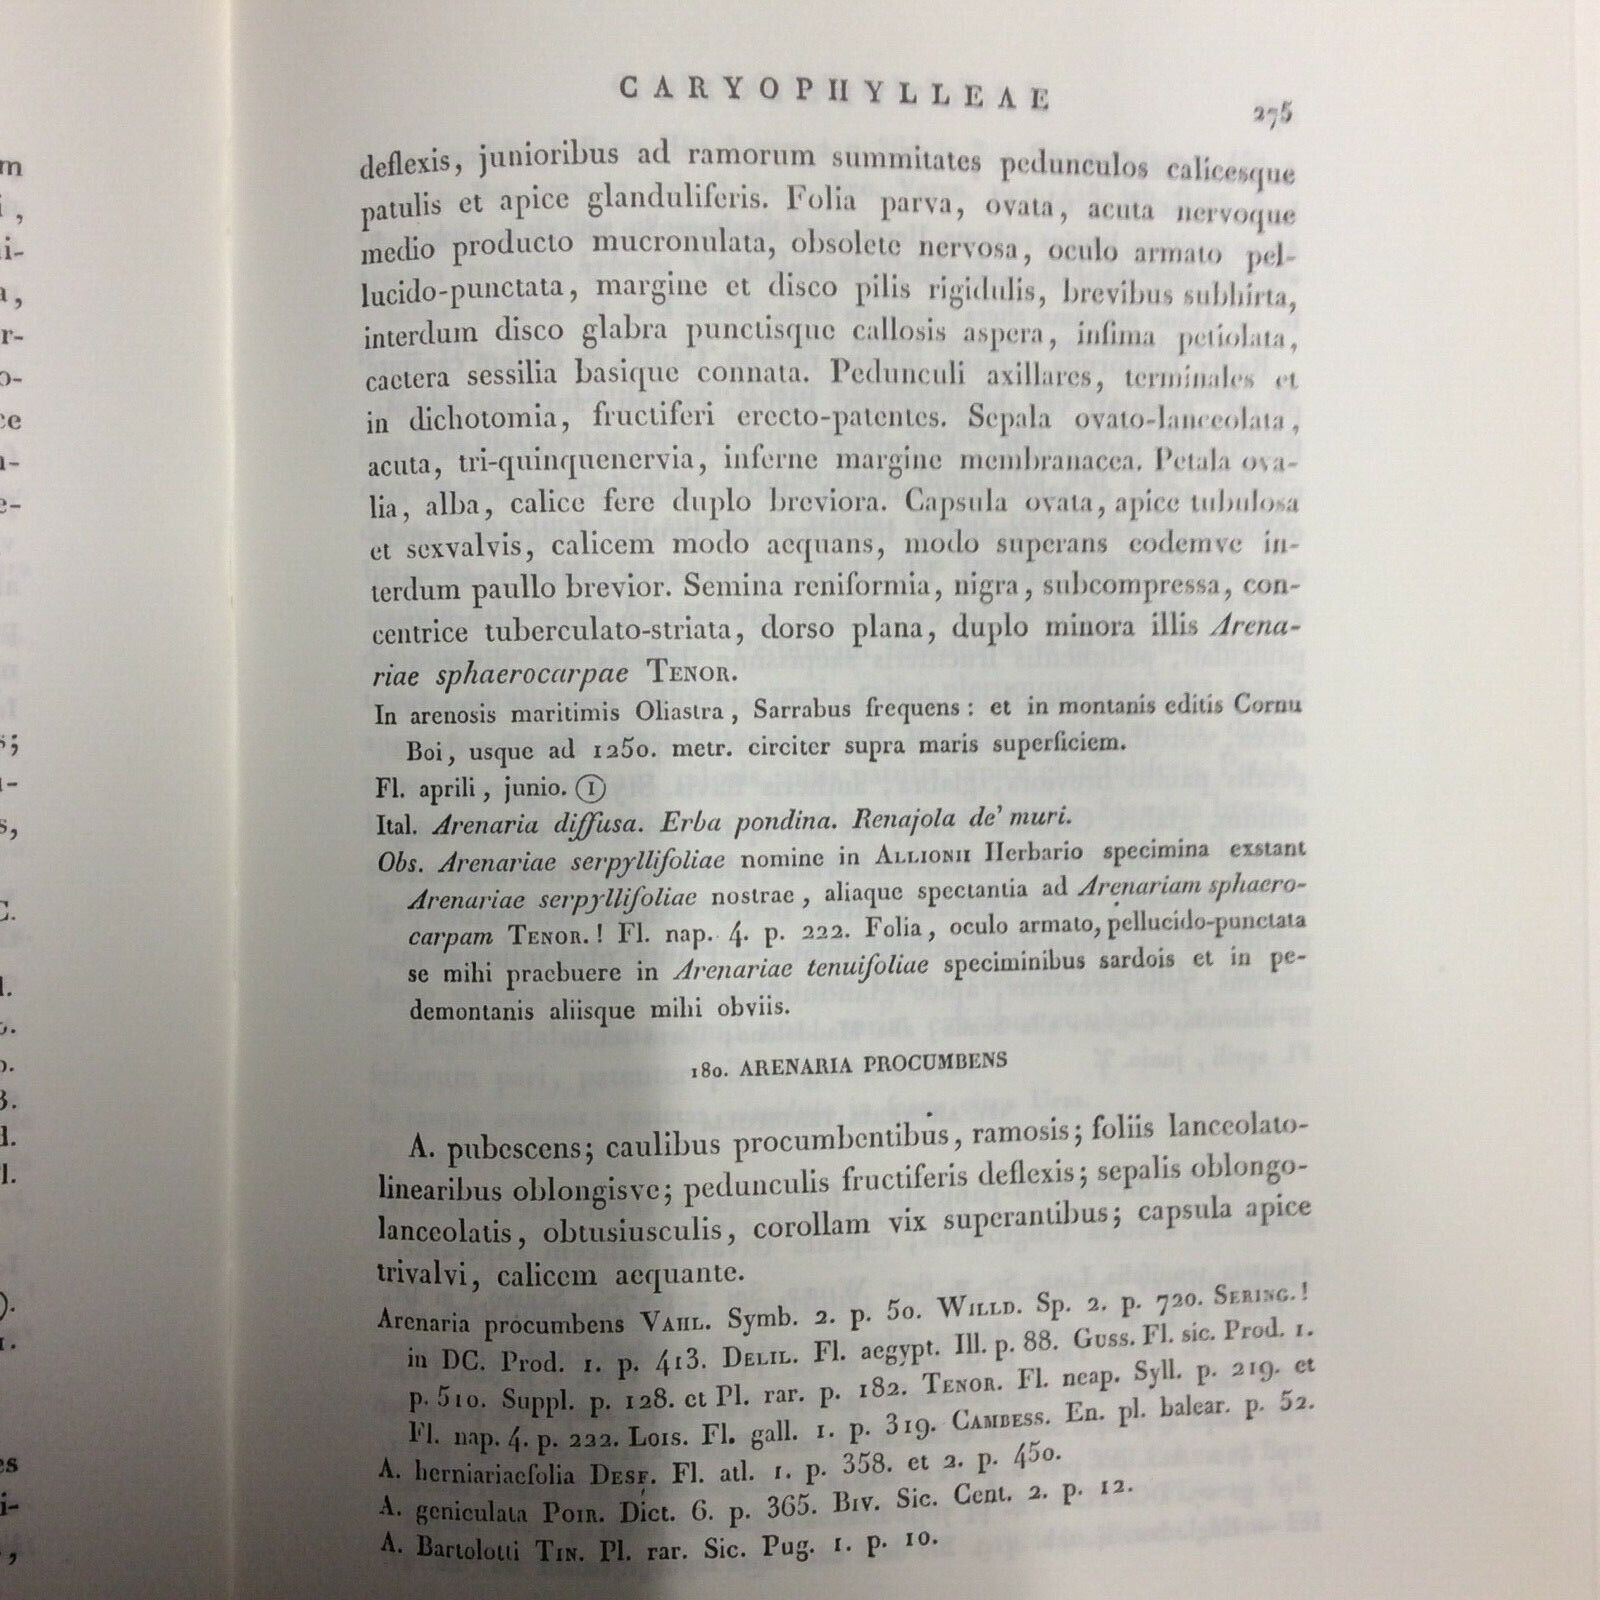 CARYOPHYLLEAE
275
deflexis, junioribus ad ramorum summitates pedunculos calicesque
patulis et apice glanduliferis. Folia parva, ovata, acuta nervoque
medio producto mucronulata, obsolete nervosa, oculo armato pel-
lucido-punctata, margine et disco pilis rigidulis, brevibus subhirta,
interdum disco glabra punctisque callosis aspera, infima petiolata,
caetera sessilia basique connata. Pedunculi axillares, terminales et
in dichotomia, fructiferi erecto-patentes. Sepala ovato-lanceolata,
acuta, tri-quinquenervia, inferne margine membranacea. Petala ova-
lia, alba, calice fere duplo breviora. Capsula ovata, apice tubulosa
et sexvalvis, calicem modo aequans, modo superans eodemve in-
terdum paullo brevior. Semina reniformia, nigra, subcompressa, con-
centrice tuberculato-striata, dorso plana, duplo minora illis Arena-
riae sphaerocarpae TENOR.
In arenosis maritimis Oliastra, Sarrabus frequens: et in montanis editis Cornu
Boi, usque ad 1250. metr. circiter supra maris superficiem.
Fl. aprili, junio. ①
Ital. Arenaria diffusa. Erba pondina. Renajola de' muri.
Obs. Arenariae serpyllifoliae nomine in ALLIONII Herbario specimina exstant
Arenariae serpyllifoliae nostrae, aliaque spectantia ad Arenariam sphaero-
carpam TENOR.! Fl. nap. 4. p. 222. Folia, oculo armato, pellucido-punctata
se mihi praebuere in Arenariae tenuifoliae speciminibus sardois et in pe-
demontanis aliisque mihi obviis.
180. ARENARIA PROCUMBENS
A. pubescens; caulibus procumbentibus, ramosis; foliis lanceolato-
linearibus oblongisve; pedunculis fructiferis deflexis; sepalis oblongo-
lanceolatis, obtusiusculis, corollam vix superantibus; capsula apice
trivalvi, calicem aequante.
Arenaria procumbens VAHL. Symb. 2. p. 50. WILLD. Sp. 2. p. 720. SERING.!
in DC. Prod. 1. p. 413. DELIL. Fl. aegypt. Ill. p. 88. GUSS. Fl. sic. Prod. 1.
p. 510. Suppl. p. 128. et Pl. rar. p. 182. TENOR. Fl. neap. Syll. p. 219. et
Fl. nap. 4. p. 222. LOIS. Fl. gall. 1. p. 319. CAMBESS. En. pl. balear. p. 52.
A. herniariaefolia DESF. Fl. atl. 1. p. 358. et 2. p. 450.
A. geniculata POIR. Dict. 6. p. 365. BIV. Sic. Cent. 2. p. 12.
A. Bartolotti TIN. Pl. rar. Sic. Pug. 1. p. 10.